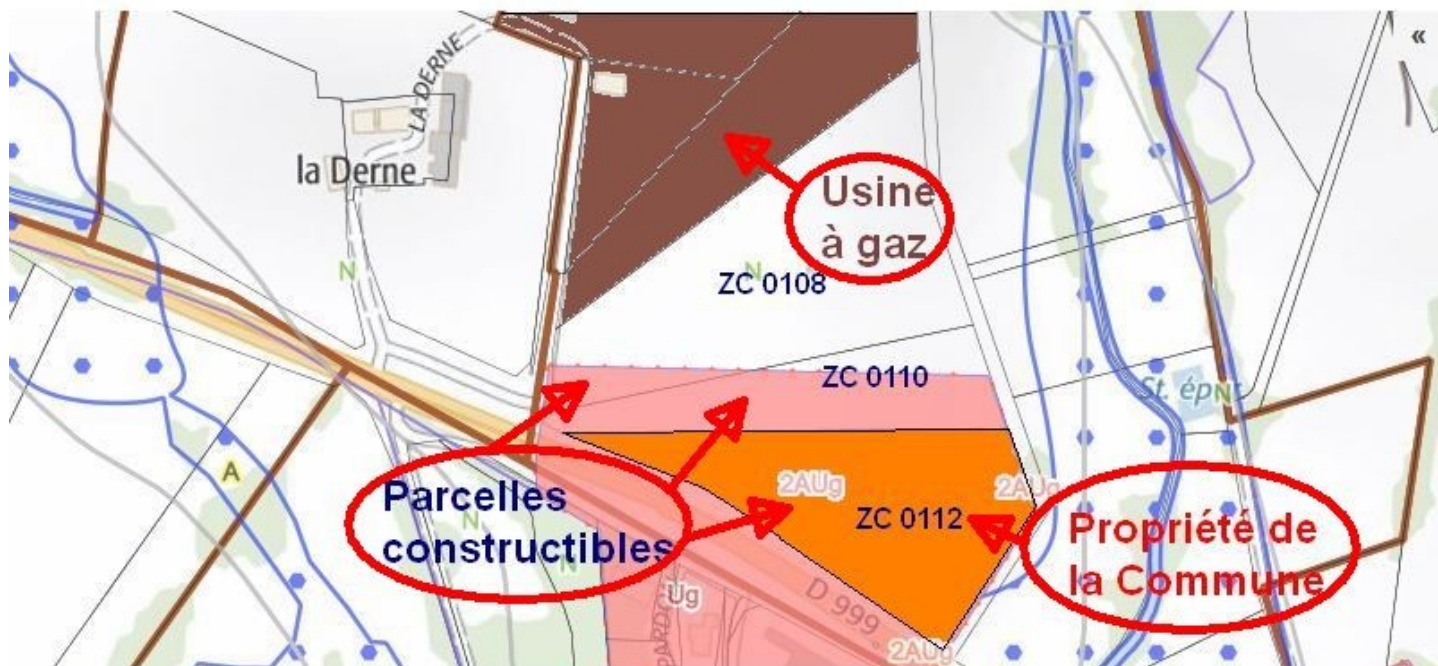 «
LA DERNE
la Derne
Usine
à gaz
N
N
ZC 0108
ZC 0110
St. ép
N
A
2AUg
2AUg
ZC 0112
Parcelles
constructibles
Propriété de
la Commune
N
N
Ug
D 999
2AUg